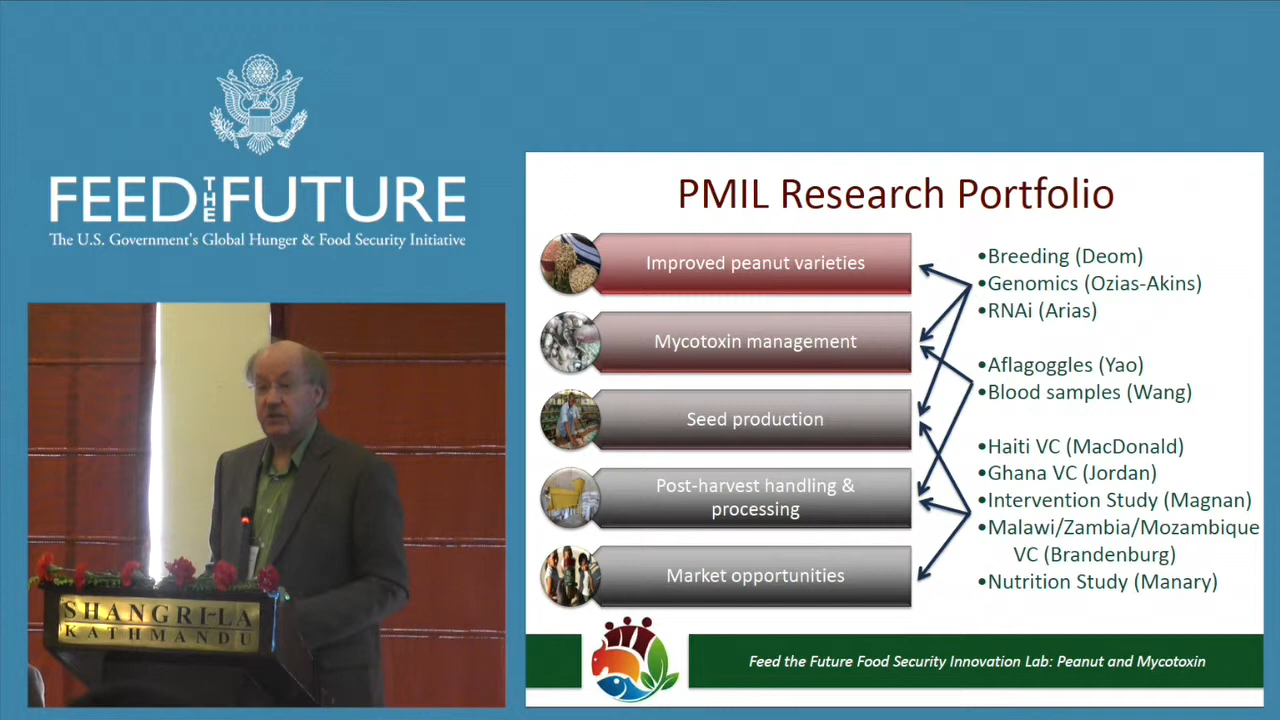 FEED THE FUTURE
The U.S. Government's Global Hunger & Food Security Initiative
SHANGRI-LA
KATHMANDU
PMIL Research Portfolio
Improved peanut varieties
Mycotoxin management
Seed production
Post-harvest handling &
processing
Market opportunities
•Breeding (Deom)
•Genomics (Ozias-Akins)
•RNAi (Arias)
•Aflagoggles (Yao)
•Blood samples (Wang)
•Haiti VC (MacDonald)
•Ghana VC (Jordan)
•Intervention Study (Magnan)
•Malawi/Zambia/Mozambique
VC (Brandenburg)
•Nutrition Study (Manary)
Feed the Future Food Security Innovation Lab: Peanut and Mycotoxin